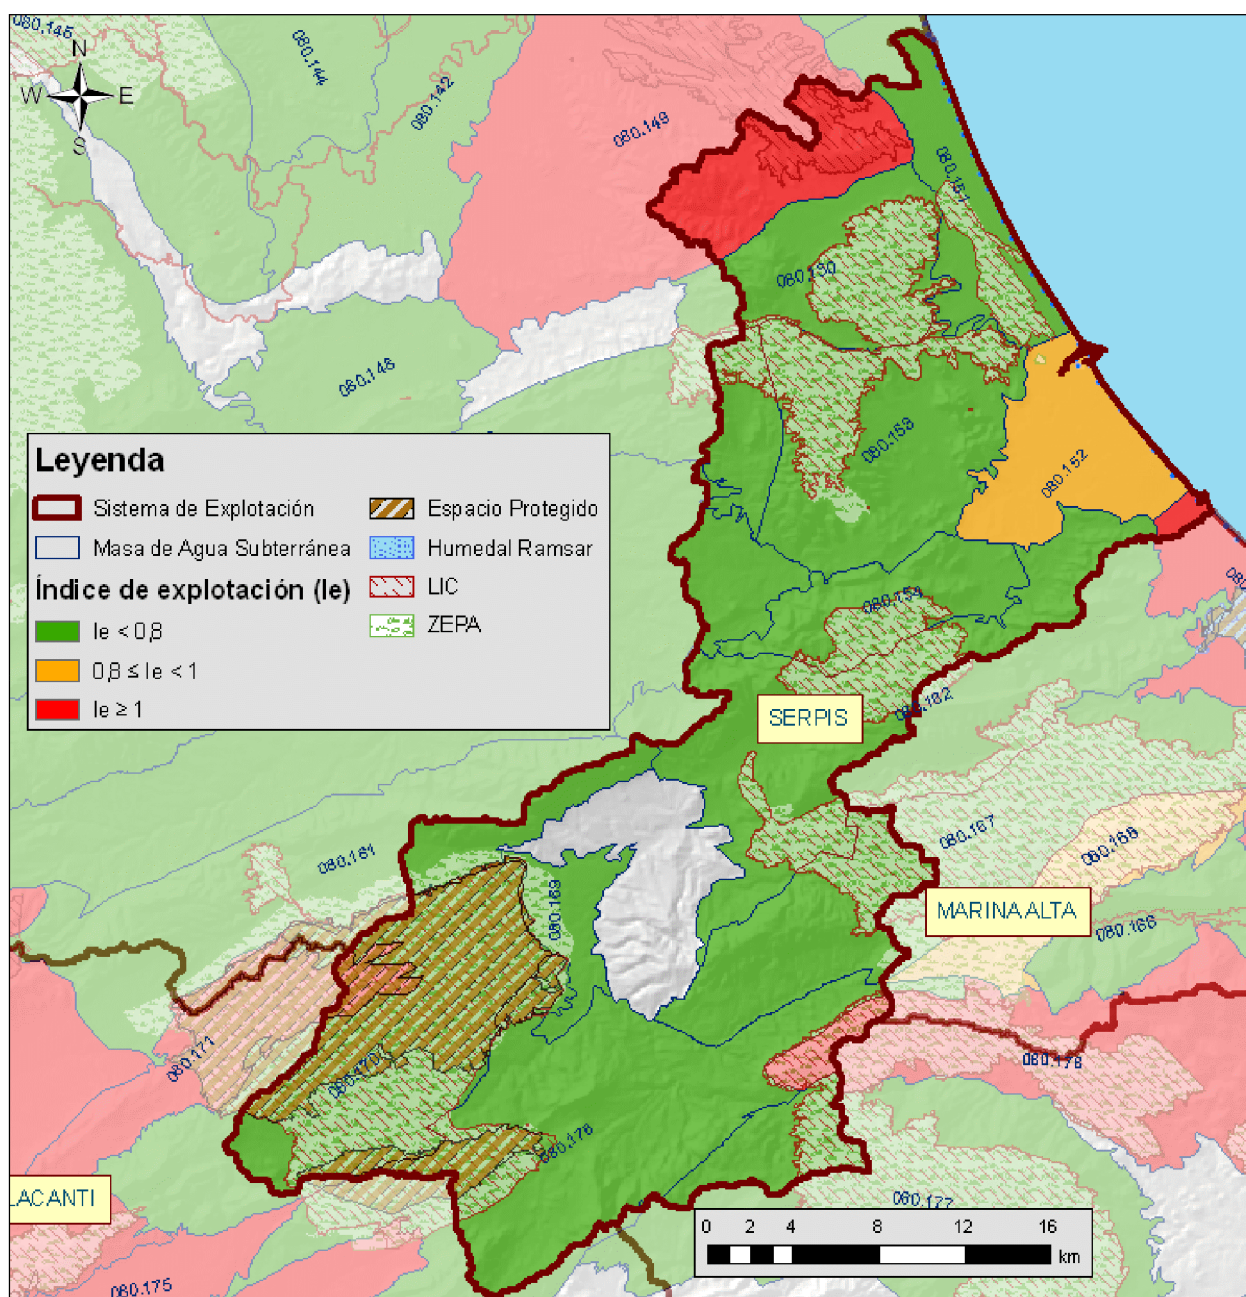 080.145
080.144
080.142
080.149
N
W
E
S
080.151
080.150
080.148
080.152
Leyenda
Sistema de Explotación
Masa de Agua Subterránea
Índice de explotación (Ie)
Ie < 0,8
0,8 ≤ Ie < 1
Ie ≥ 1
Espacio Protegido
Humedal Ramsar
LIC
ZEPA
080.154
080.162
SERPIS
080.161
080.167
080.168
080.169
MARINA ALTA
080.166
080.171
080.170
080.178
080.176
LACANTI
080.177
080.175
0 2 4 8 12 16
km